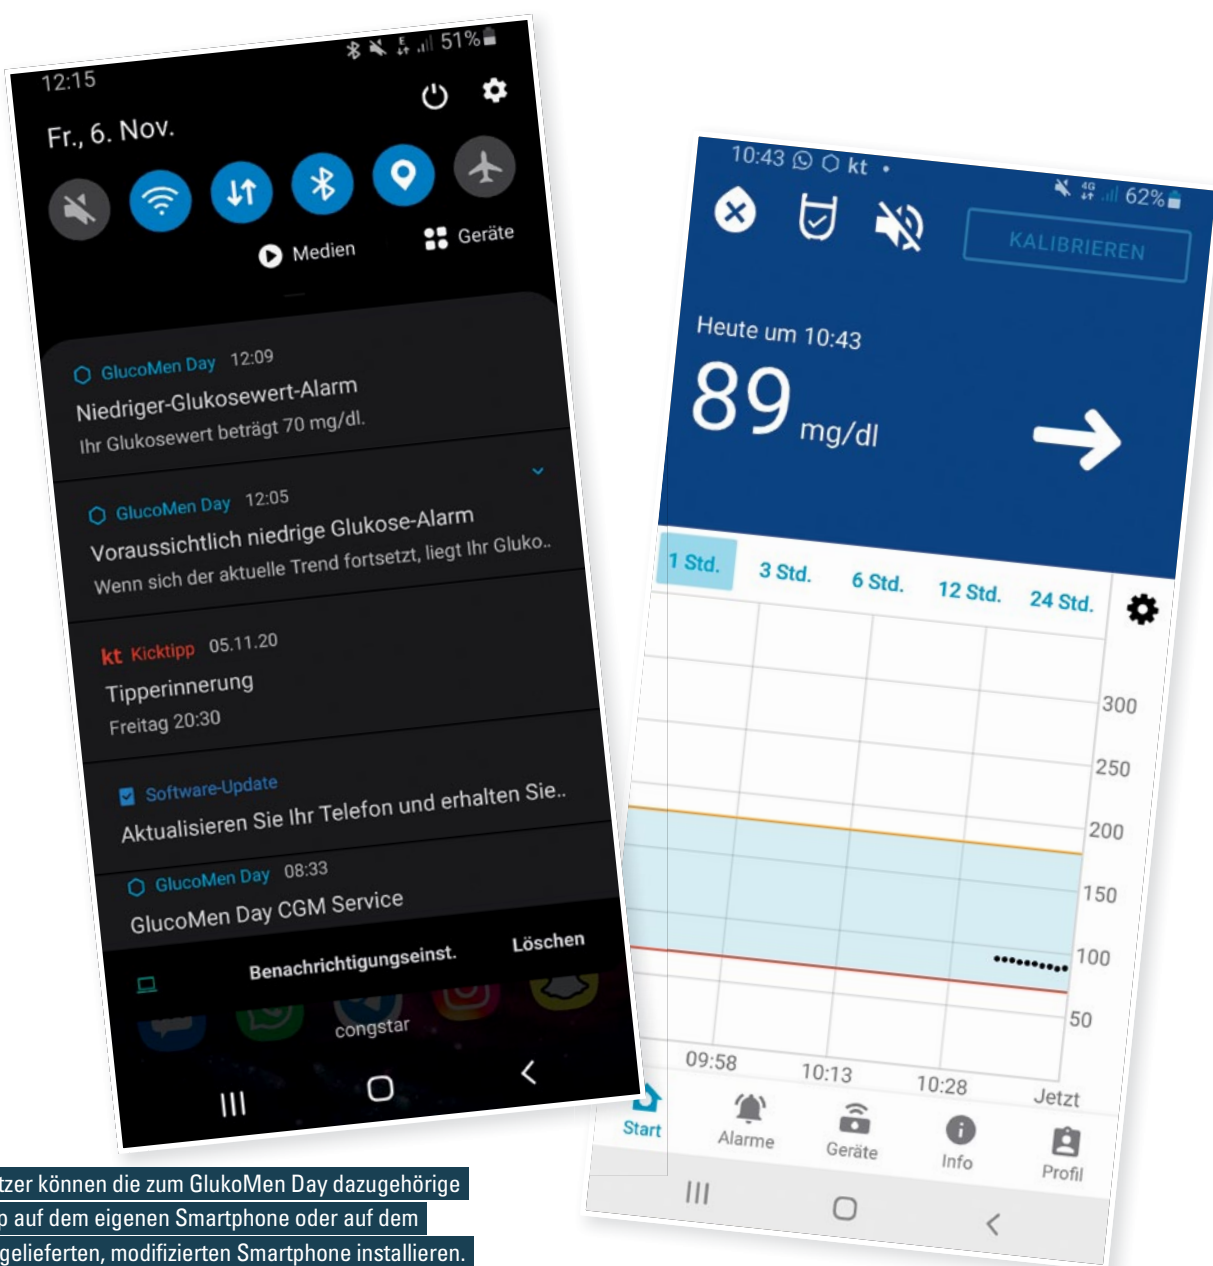 12:15
E 51%
Fr., 6. Nov.
Medien
Geräte
GlucoMen Day 12:09
Niedriger-Glukosewert-Alarm
Ihr Glukosewert beträgt 70 mg/dl.
GlucoMen Day 12:05
Voraussichtlich niedrige Glukose-Alarm
Wenn sich der aktuelle Trend fortsetzt, liegt Ihr Gluko..
kt Kicktipp 05.11.20
Tipperinnerung
Freitag 20:30
Software-Update
Aktualisieren Sie Ihr Telefon und erhalten Sie..
GlucoMen Day 08:33
GlucoMen Day CGM Service
Benachrichtigungseinst. Löschen
congstar
10:43 kt
4G 62%
KALIBRIEREN
Heute um 10:43
89 mg/dl
1 Std. 3 Std. 6 Std. 12 Std. 24 Std.
300
250
200
150
100
50
09:58 10:13 10:28 Jetzt
Start Alarme Geräte Info Profil
tzer können die zum GlukoMen Day dazugehörige
p auf dem eigenen Smartphone oder auf dem
gelieferten, modifizierten Smartphone installieren.